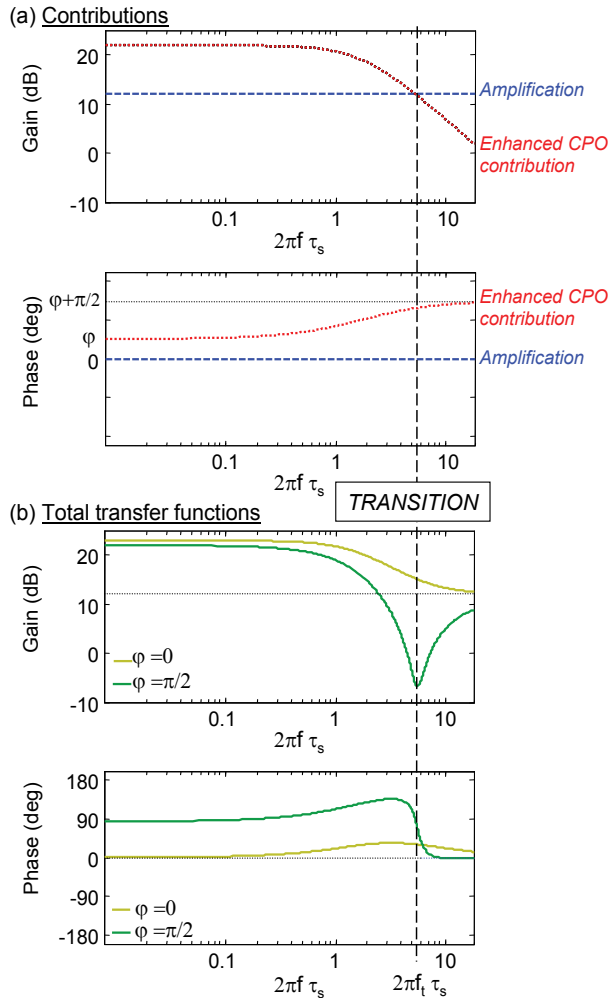 (a) Contributions
Gain (dB)
20
10
0
-10
Amplification
Enhanced CPO
contribution
0.1
1
10
2πf τs
Phase (deg)
φ+π/2
φ
0
Enhanced CPO
contribution
Amplification
0.1
1
10
2πf τs
TRANSITION
(b) Total transfer functions
Gain (dB)
20
10
0
-10
φ =0
φ =π/2
0.1
1
10
2πf τs
Phase (deg)
180
90
0
-90
-180
φ =0
φ =π/2
0.1
1
10
2πf τs
2πft τs